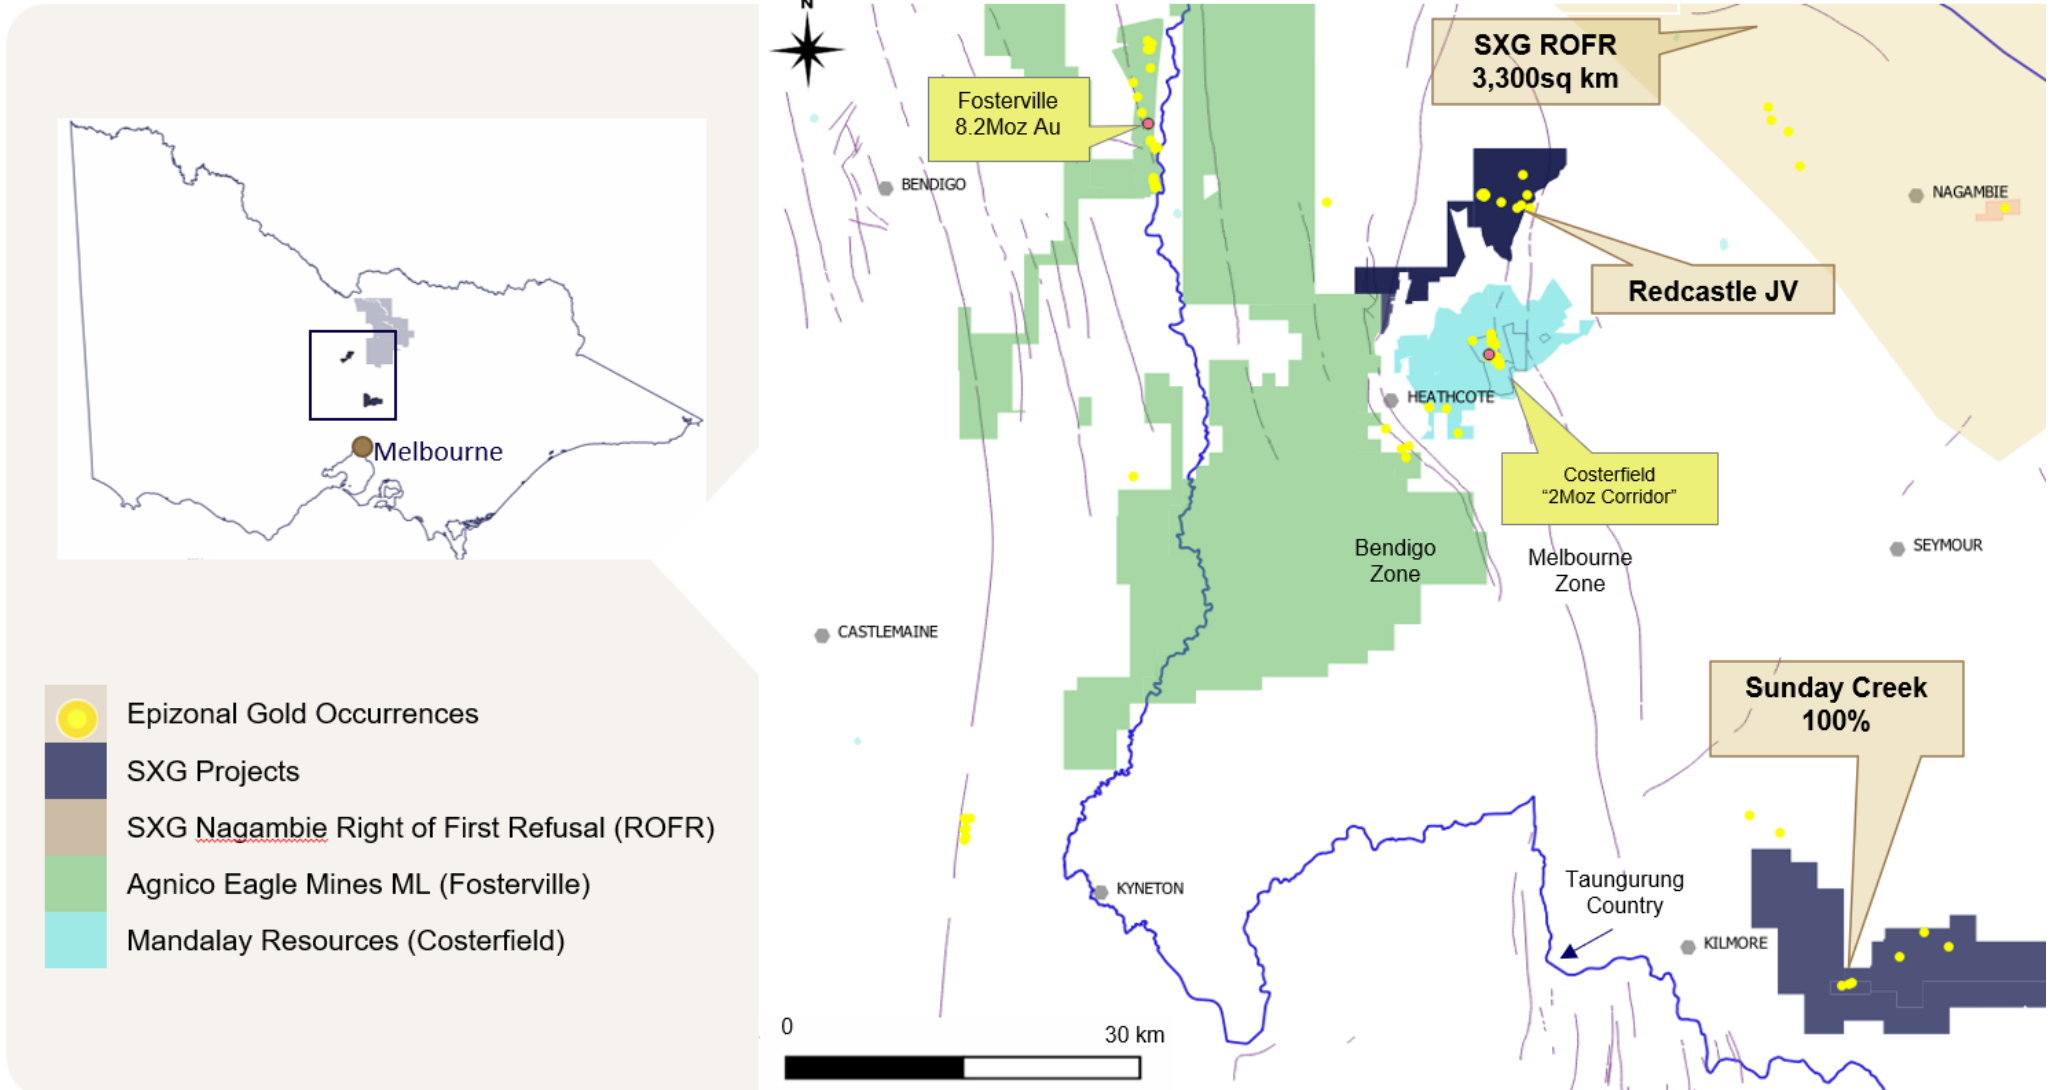 N
SXG ROFR
3,300sq km
Fosterville
8.2Moz Au
BENDIGO
NAGAMBIE
Redcastle JV
HEATHCOTE
Melbourne
Costerfield
“2Moz Corridor”
Bendigo
Zone
Melbourne
Zone
SEYMOUR
CASTLEMAINE
Sunday Creek
100%
Epizonal Gold Occurrences
SXG Projects
SXG Nagambie Right of First Refusal (ROFR)
Agnico Eagle Mines ML (Fosterville)
Mandalay Resources (Costerfield)
KYNETON
Taungurung
Country
KILMORE
0
30 km